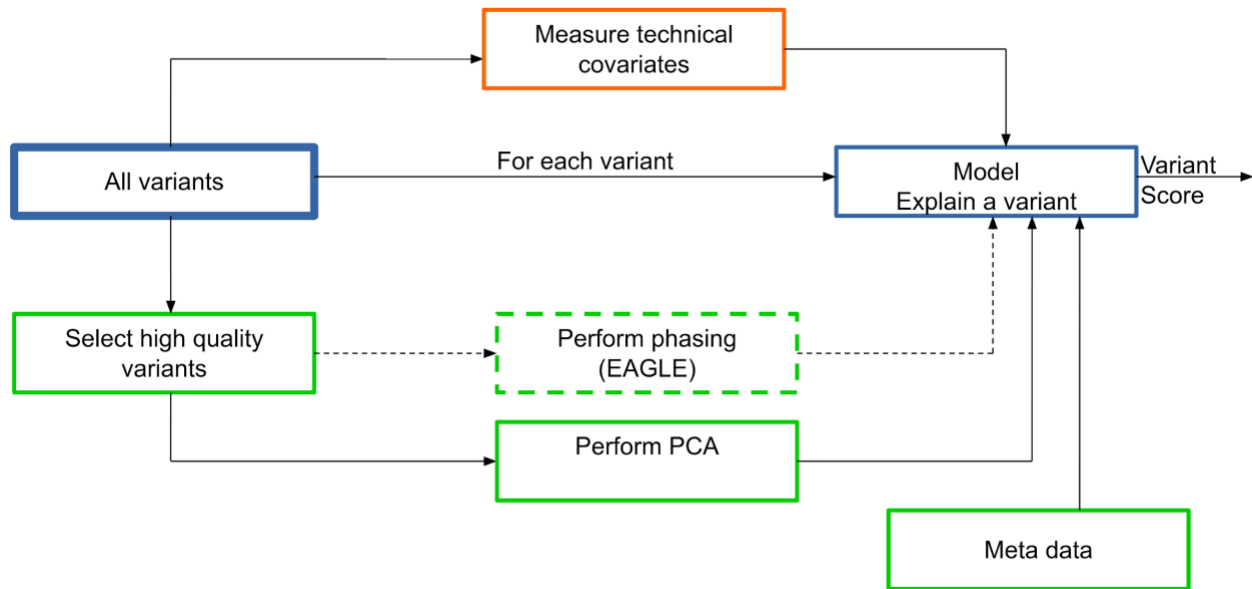 Measure technical
covariates
All variants
For each variant
Model
Explain a variant
Variant
Score
Select high quality
variants
Perform phasing
(EAGLE)
Perform PCA
Meta data